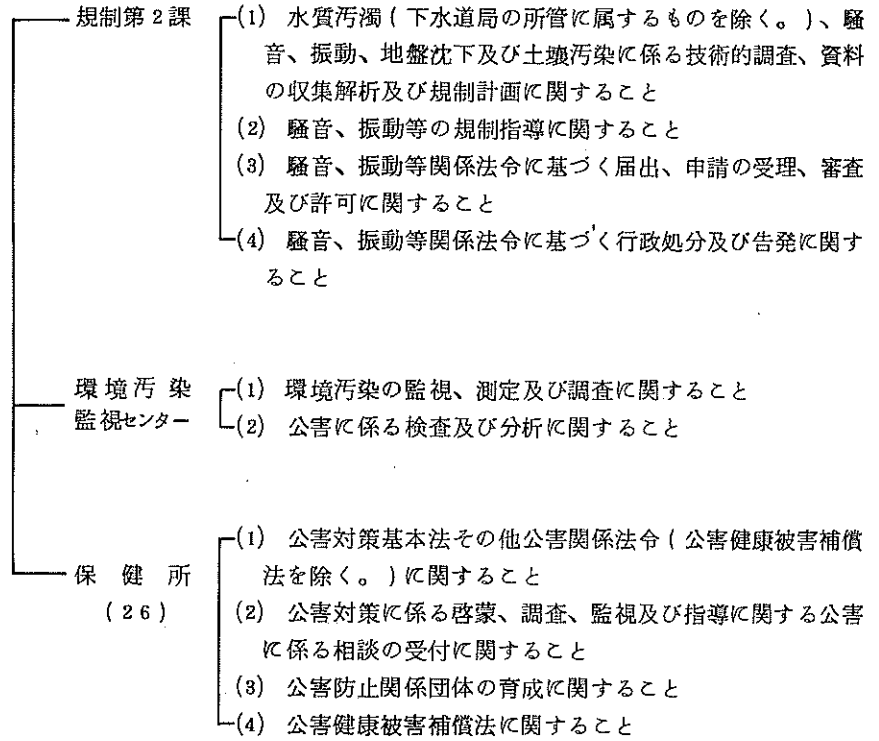 規制第2課 (1) 水質汚濁(下水道局の所管に属するものを除く。)、騒
音、振動、地盤沈下及び土壌汚染に係る技術的調査、資料
の収集解析及び規制計画に関すること
(2) 騒音、振動等の規制指導に関すること
(3) 騒音、振動等関係法令に基づく届出、申請の受理、審査
及び許可に関すること
(4) 騒音、振動等関係法令に基づく行政処分及び告発に関す
ること
環境汚染 (1) 環境汚染の監視、測定及び調査に関すること
監視センター (2) 公害に係る検査及び分析に関すること
(1) 公害対策基本法その他公害関係法令(公害健康被害補償
保健所 法を除く。)に関すること
(26) (2) 公害対策に係る啓蒙、調査、監視及び指導に関する公害
に係る相談の受付に関すること
(3) 公害防止関係団体の育成に関すること
(4) 公害健康被害補償法に関すること